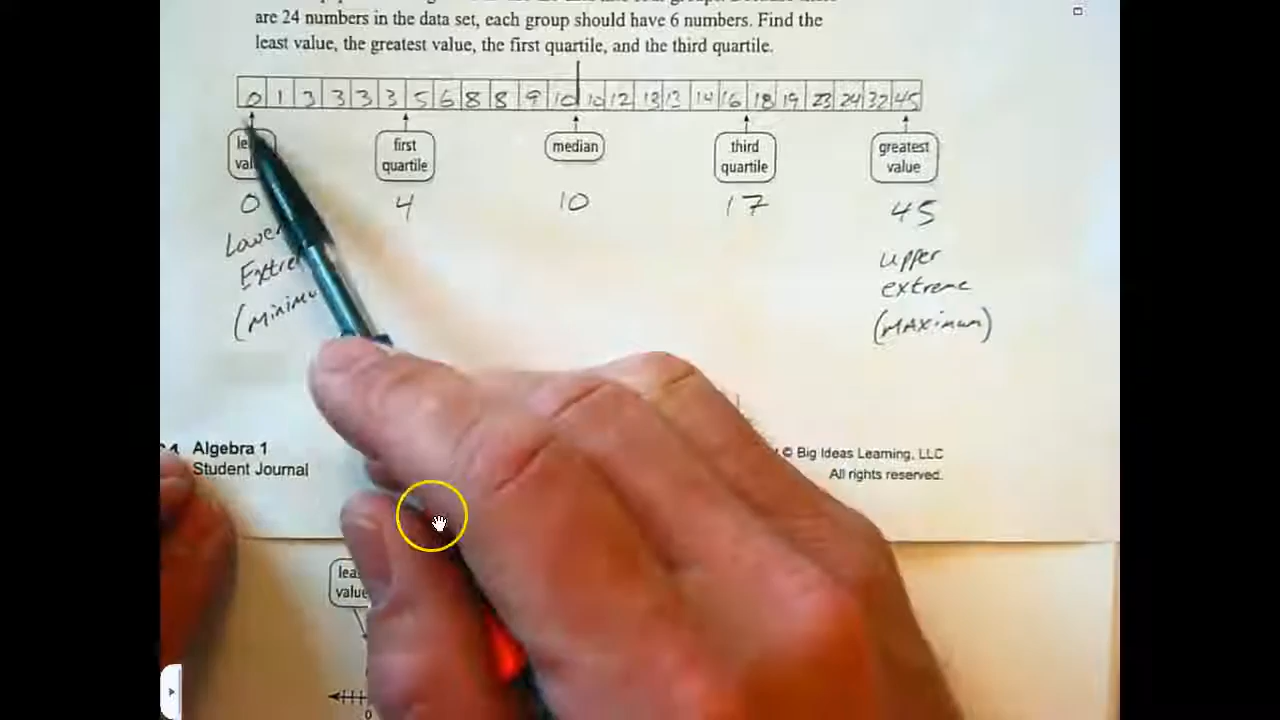 are 24 numbers in the data set, each group should have 6 numbers. Find the
least value, the greatest value, the first quartile, and the third quartile.
0 1 3 3 3 3 5 6 8 8 9 10 10 12 13 13 14 16 18 19 23 24 32 45
first
quartile
median
third
quartile
greatest
value
0 4 10 17 45
Lower
(minimu
upper
extreme
(MAximum)
Algebra 1
Student Journal
© Big Ideas Learning, LLC
All rights reserved.
value
0